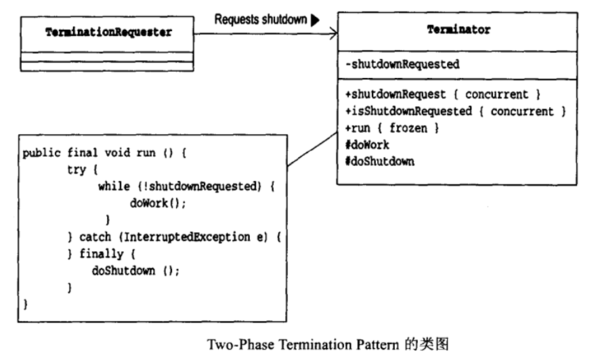 Requests shutdown ▶
TerminationRequester
Terminator
-shutdownRequested
+shutdownRequest { concurrent }
+isShutdownRequested { concurrent }
+run { frozen }
#doWork
#doShutdown
public final void run () {
try {
while (!shutdownRequested) {
doWork();
}
} catch (InterruptedException e) {
} finally {
doShutdown ();
}
}
Two-Phase Termination Pattern 的类图